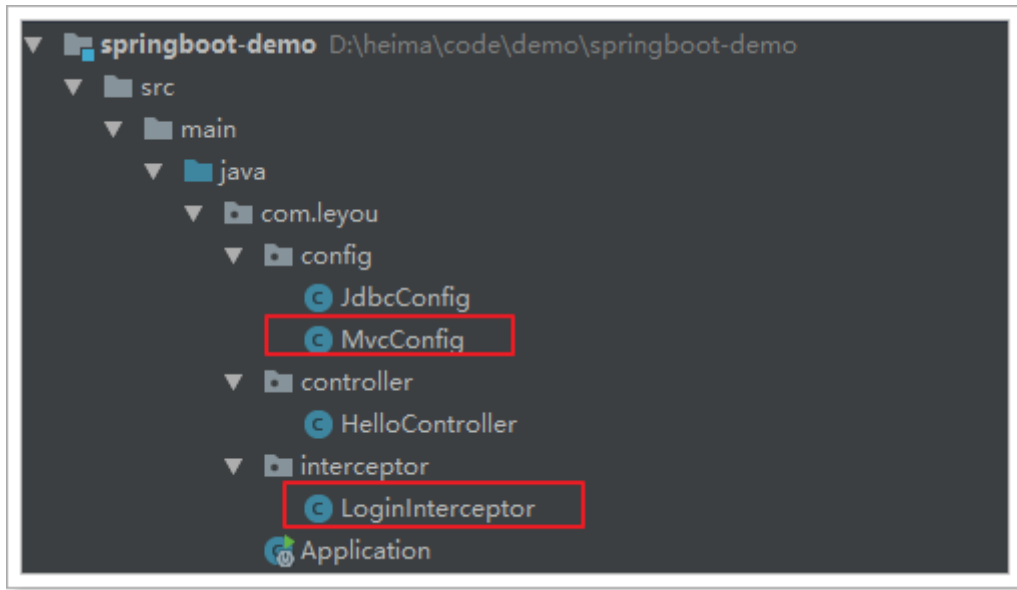 springboot-demo D:\heima\code\demo\springboot-demo
src
main
java
com.leyou
config
JdbcConfig
MvcConfig
controller
HelloController
interceptor
LoginInterceptor
Application